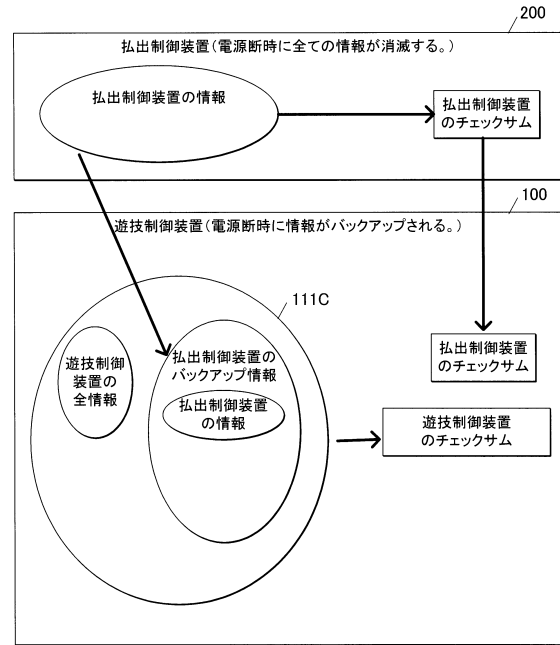 200
払出制御装置(電源断時に全ての情報が消滅する。)
払出制御装置の情報
払出制御装置
のチェックサム
100
遊技制御装置(電源断時に情報がバックアップされる。)
111C
遊技制御
装置の
全情報
払出制御装置の
バックアップ情報
払出制御装置
の情報
払出制御装置
のチェックサム
遊技制御装置
のチェックサム